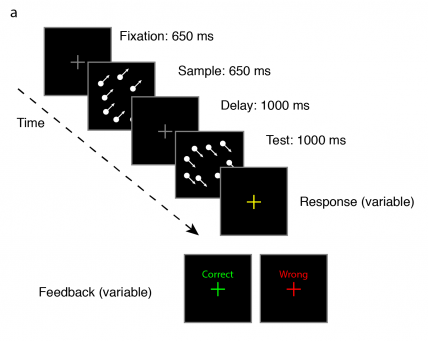 a
Fixation: 650 ms
Sample: 650 ms
Delay: 1000 ms
Time
Test: 1000 ms
Response (variable)
Correct
Wrong
Feedback (variable)